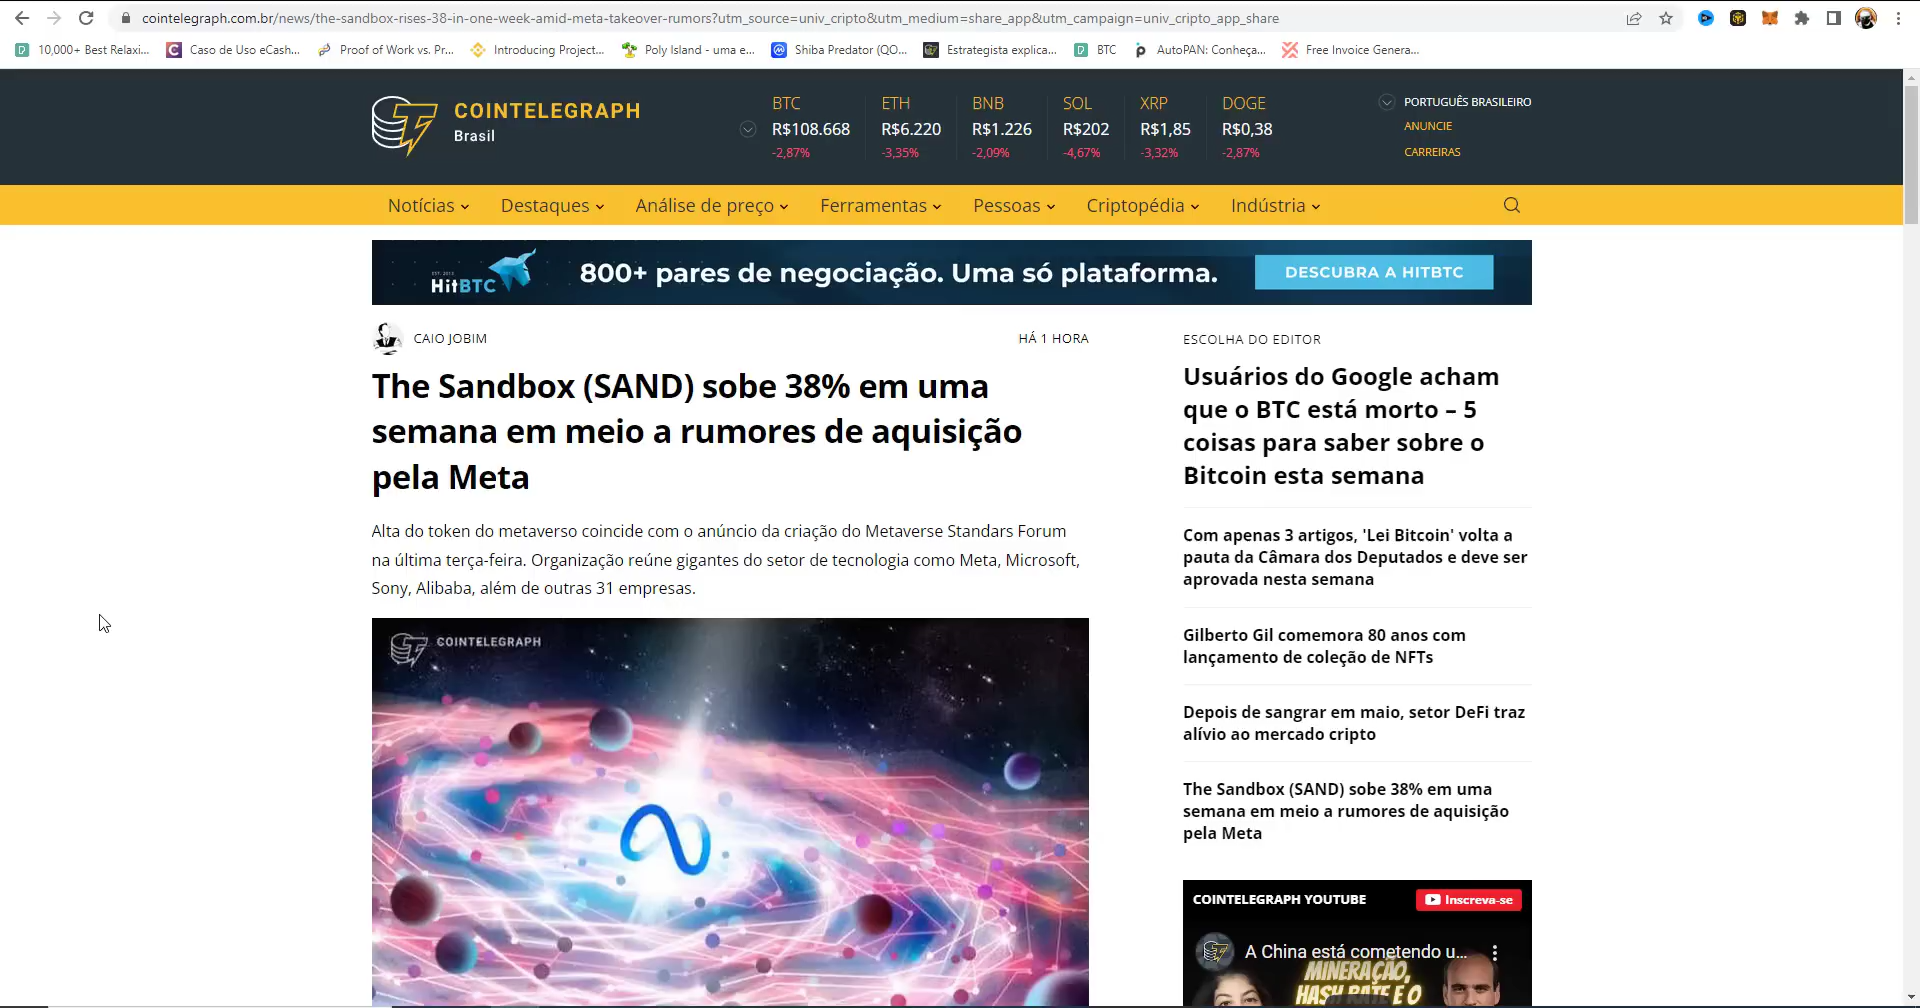 cointelegraph.com.br/news/the-sandbox-rises-38-in-one-week-amid-meta-takeover-rumors?utm_source=univ_cripto&utm_medium=share_app&utm_campaign=univ_cripto_app_share
10,000+ Best Relaxi... Caso de Uso eCash... Proof of Work vs. Pr... Introducing Project... Poly Island - uma e... Shiba Predator (QO... Estrategista explica... BTC AutoPAN: Conheça... Free Invoice Genera...
COINTELEGRAPH
Brasil
BTC ETH BNB SOL XRP DOGE
R$108.668 R$6.220 R$1.226 R$202 R$1,85 R$0,38
-2,87% -3,35% -2,09% -4,67% -3,32% -2,87%
PORTUGUÊS BRASILEIRO
ANUNCIE
CARREIRAS
Notícias Destaques Análise de preço Ferramentas Pessoas Criptopédia Indústria
EST. 2013
HitBTC
800+ pares de negociação. Uma só plataforma.
DESCUBRA A HITBTC
CAIO JOBIM
HÁ 1 HORA
The Sandbox (SAND) sobe 38% em uma
semana em meio a rumores de aquisição
pela Meta
Alta do token do metaverso coincide com o anúncio da criação do Metaverse Standars Forum
na última terça-feira. Organização reúne gigantes do setor de tecnologia como Meta, Microsoft,
Sony, Alibaba, além de outras 31 empresas.
COINTELEGRAPH
ESCOLHA DO EDITOR
Usuários do Google acham
que o BTC está morto – 5
coisas para saber sobre o
Bitcoin esta semana
Com apenas 3 artigos, 'Lei Bitcoin' volta a
pauta da Câmara dos Deputados e deve ser
aprovada nesta semana
Gilberto Gil comemora 80 anos com
lançamento de coleção de NFTs
Depois de sangrar em maio, setor DeFi traz
alívio ao mercado cripto
The Sandbox (SAND) sobe 38% em uma
semana em meio a rumores de aquisição
pela Meta
COINTELEGRAPH YOUTUBE
Inscreva-se
A China está cometendo u...
MINERAÇÃO,
HASH RATE E O